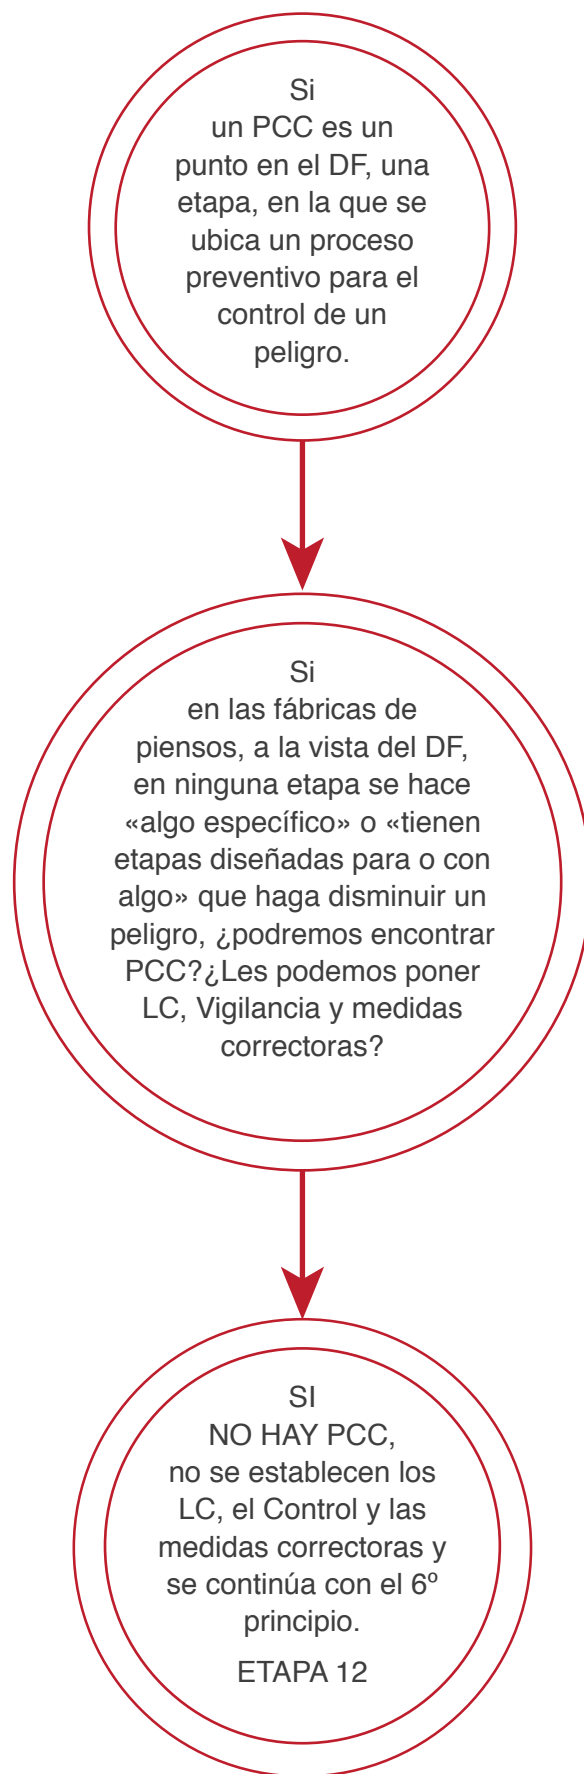 Si
un PCC es un
punto en el DF, una
etapa, en la que se
ubica un proceso
preventivo para el
control de un
peligro.
Si
en las fábricas de
piensos, a la vista del DF,
en ninguna etapa se hace
«algo específico» o «tienen
etapas diseñadas para o con
algo» que haga disminuir un
peligro, ¿podremos encontrar
PCC?¿Les podemos poner
LC, Vigilancia y medidas
correctoras?
SI
NO HAY PCC,
no se establecen los
LC, el Control y las
medidas correctoras y
se continúa con el 6º
principio.
ETAPA 12